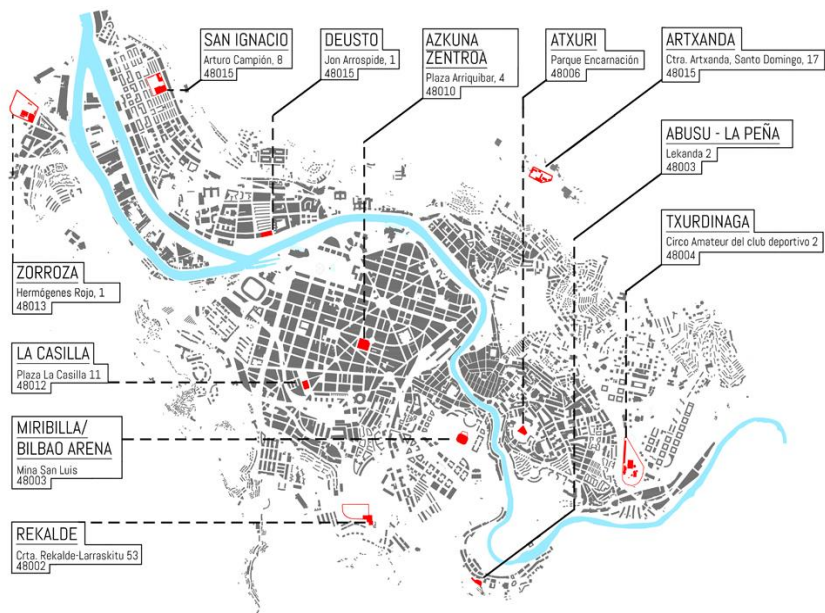 SAN IGNACIO
Arturo Campión, 8
48015
DEUSTO
Jon Arrospide, 1
48015
AZKUNA
ZENTROA
Plaza Arriquibar, 4
48010
ATXURI
Parque Encarnación
48006
ARTXANDA
Ctra. Artxanda, Santo Domingo, 17
48015
ABUSU - LA PEÑA
Lekanda 2
48003
TXURDINAGA
Circo Amateur del club deportivo 2
48004
ZORROZA
Hermógenes Rojo, 1
48013
LA CASILLA
Plaza La Casilla 11
48012
MIRIBILLA/
BILBAO ARENA
Mina San Luis
48003
REKALDE
Crta. Rekalde-Larraskitu 53
48002